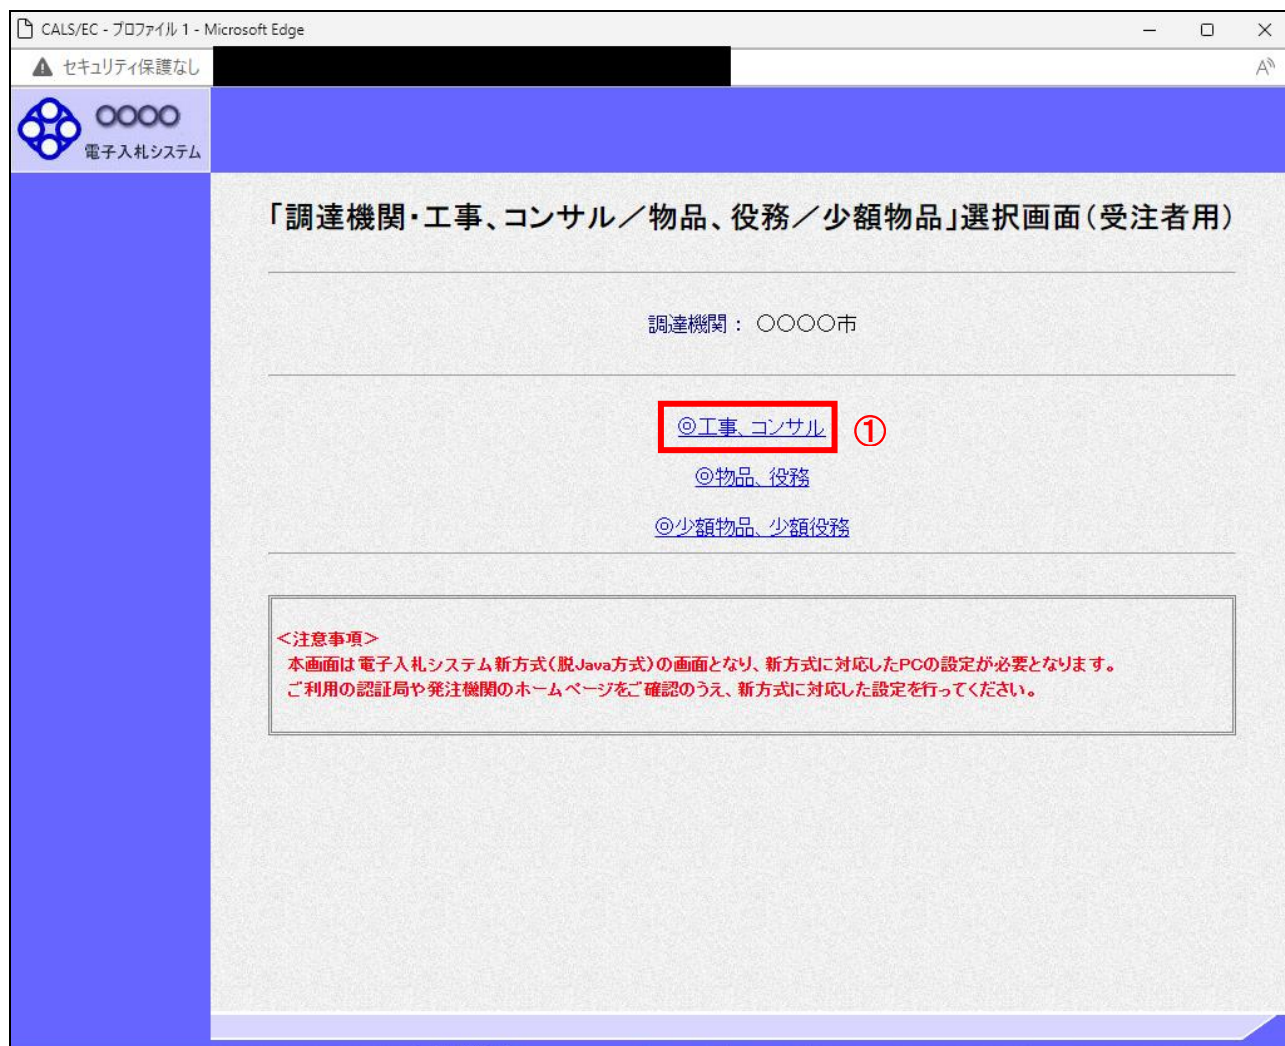 CALS/EC - プロファイル 1 - Microsoft Edge
セキュリティ保護なし
A
〇〇〇〇
電子入札システム
「調達機関・工事、コンサル／物品、役務／少額物品」選択画面（受注者用）
調達機関： 〇〇〇〇市
◎工事、コンサル
①
◎物品、役務
◎少額物品、少額役務
＜注意事項＞
本画面は電子入札システム新方式（脱Java方式）の画面となり、新方式に対応したPCの設定が必要となります。
ご利用の認証局や発注機関のホームページをご確認のうえ、新方式に対応した設定を行ってください。